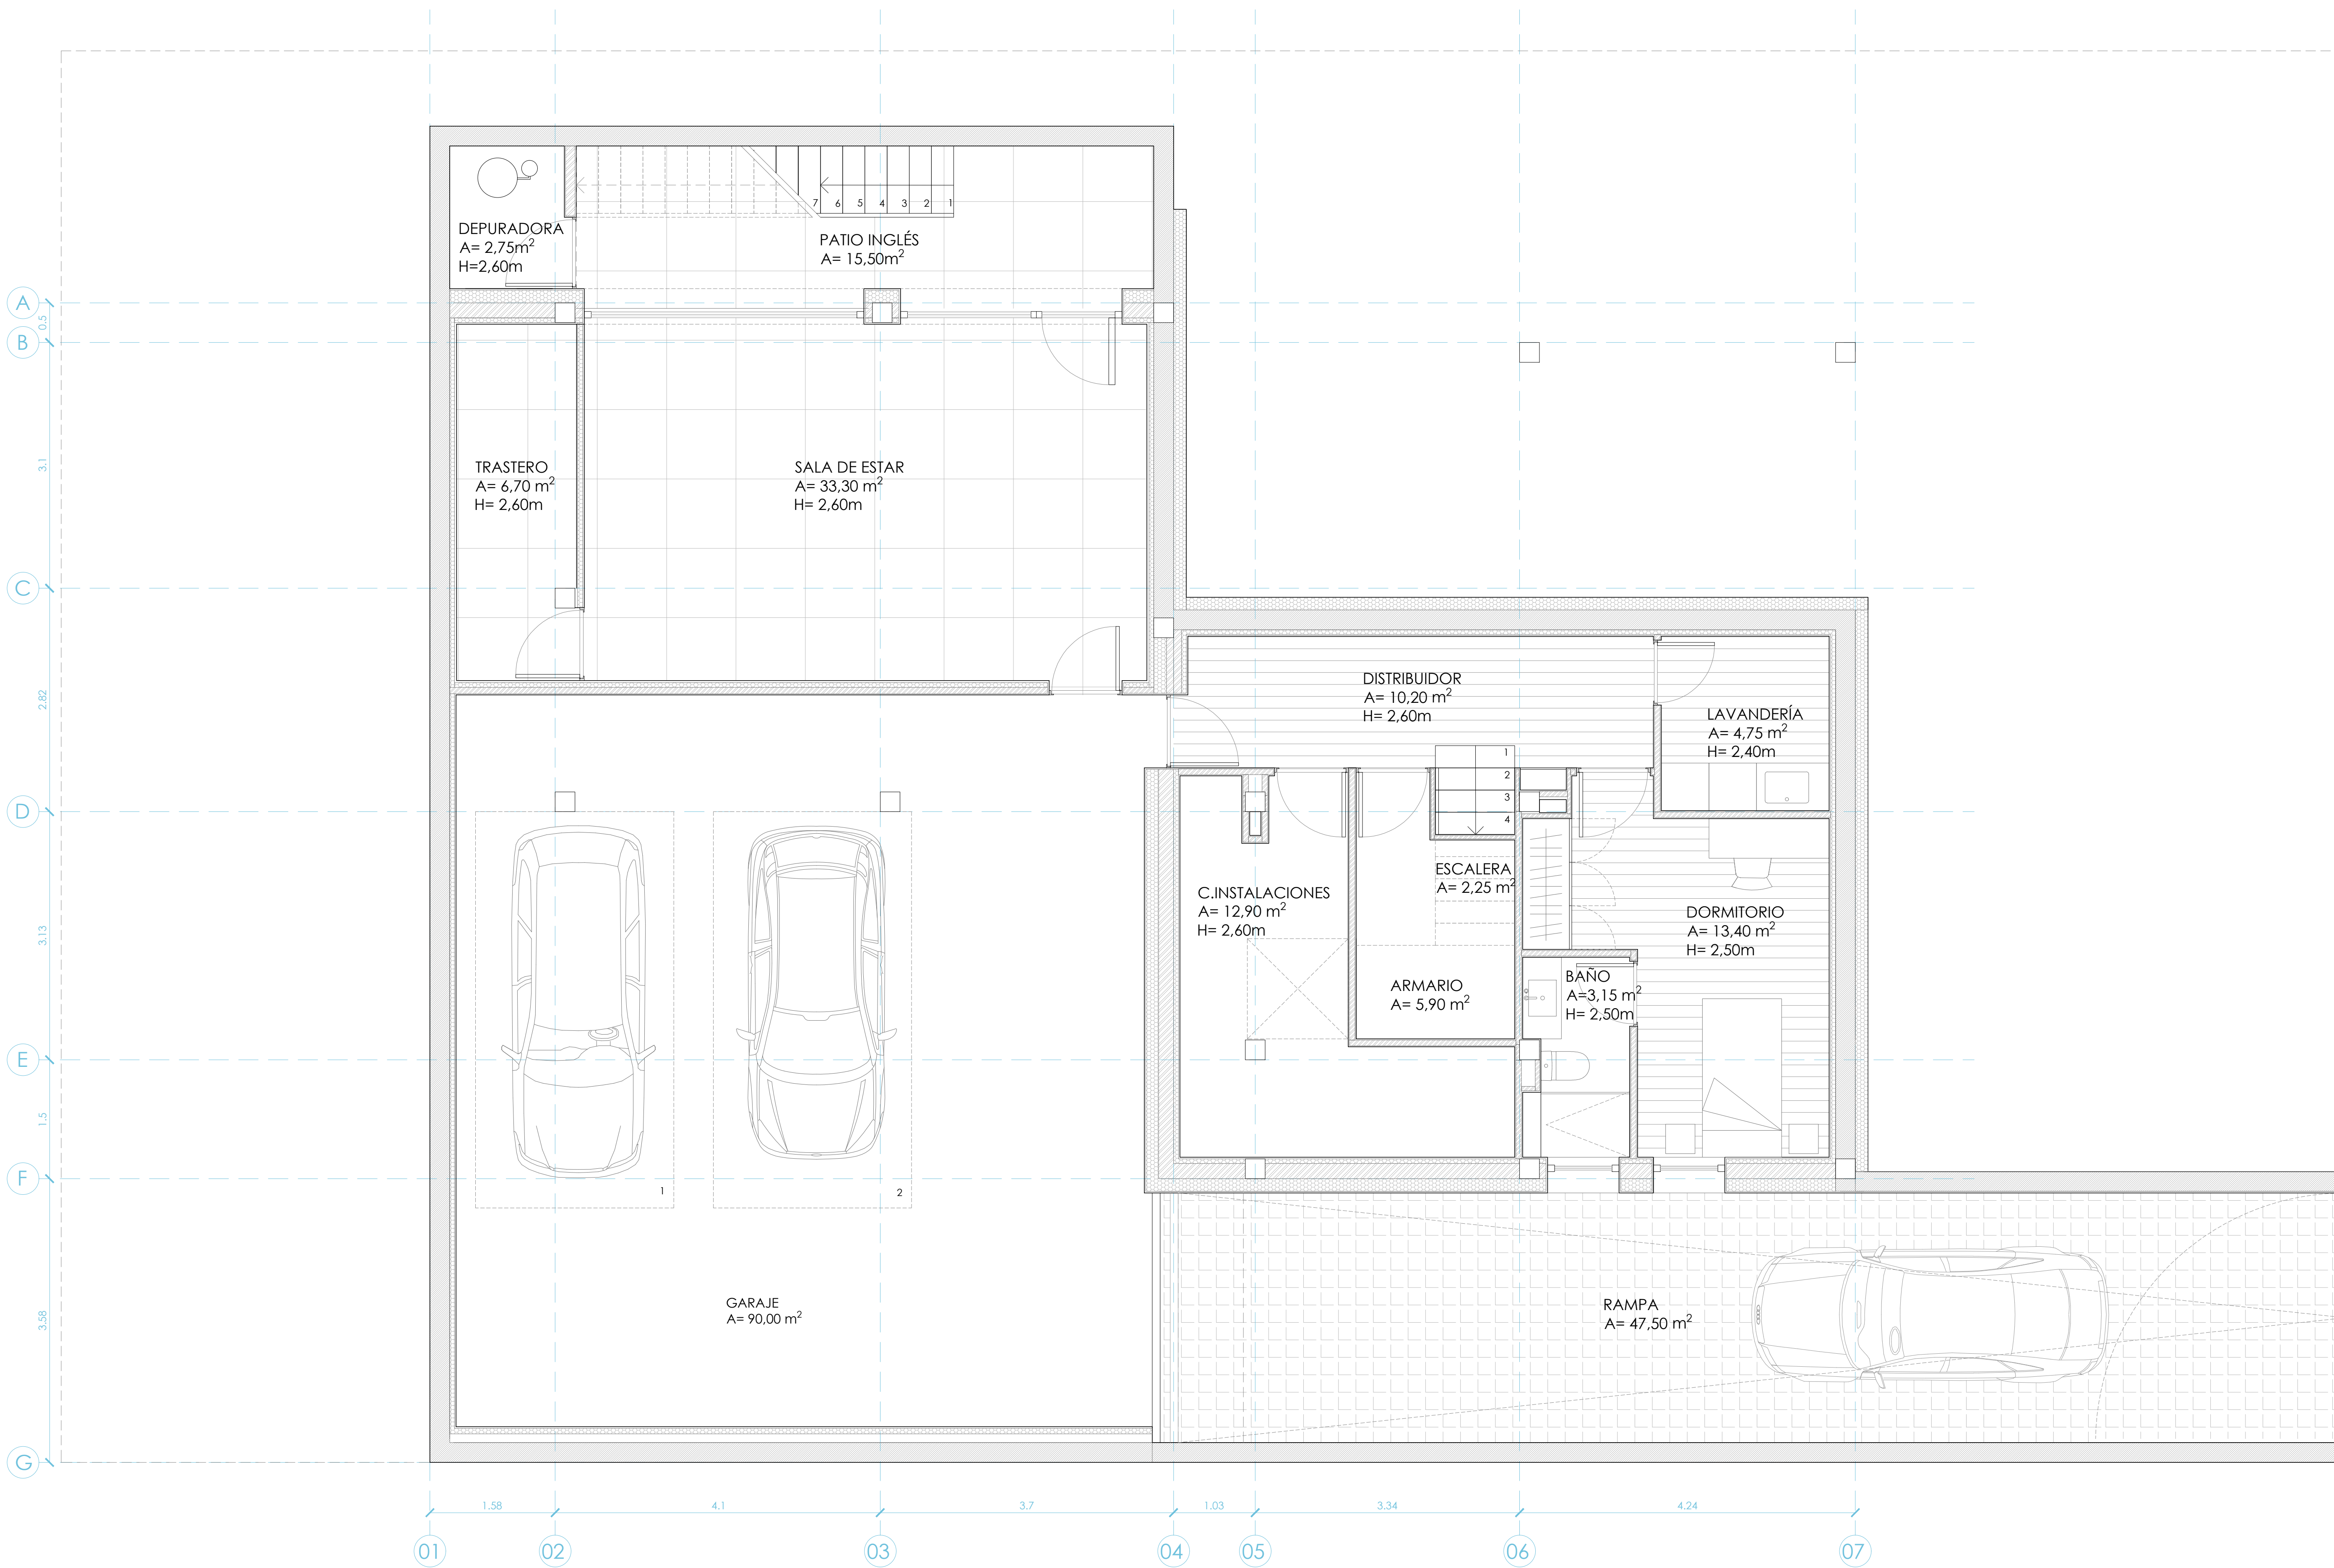 7 6 5 4 3 2 1
DEPURADORA
A= 2,75m²
H=2,60m
PATIO INGLÉS
A= 15,50m²
A
0.5
B
3.1
TRASTERO
A= 6,70 m²
H= 2,60m
SALA DE ESTAR
A= 33,30 m²
H= 2,60m
C
2.82
DISTRIBUIDOR
A= 10,20 m²
H= 2,60m
LAVANDERÍA
A= 4,75 m²
H= 2,40m
1
2
3
4
D
3.13
ESCALERA
A= 2,25 m²
C.INSTALACIONES
A= 12,90 m²
H= 2,60m
DORMITORIO
A= 13,40 m²
H= 2,50m
BAÑO
A=3,15 m²
H= 2,50m
ARMARIO
A= 5,90 m²
E
1.5
F
1
2
3.58
GARAJE
A= 90,00 m²
RAMPA
A= 47,50 m²
G
1.58 4.1 3.7 1.03 3.34 4.24
01 02 03 04 05 06 07